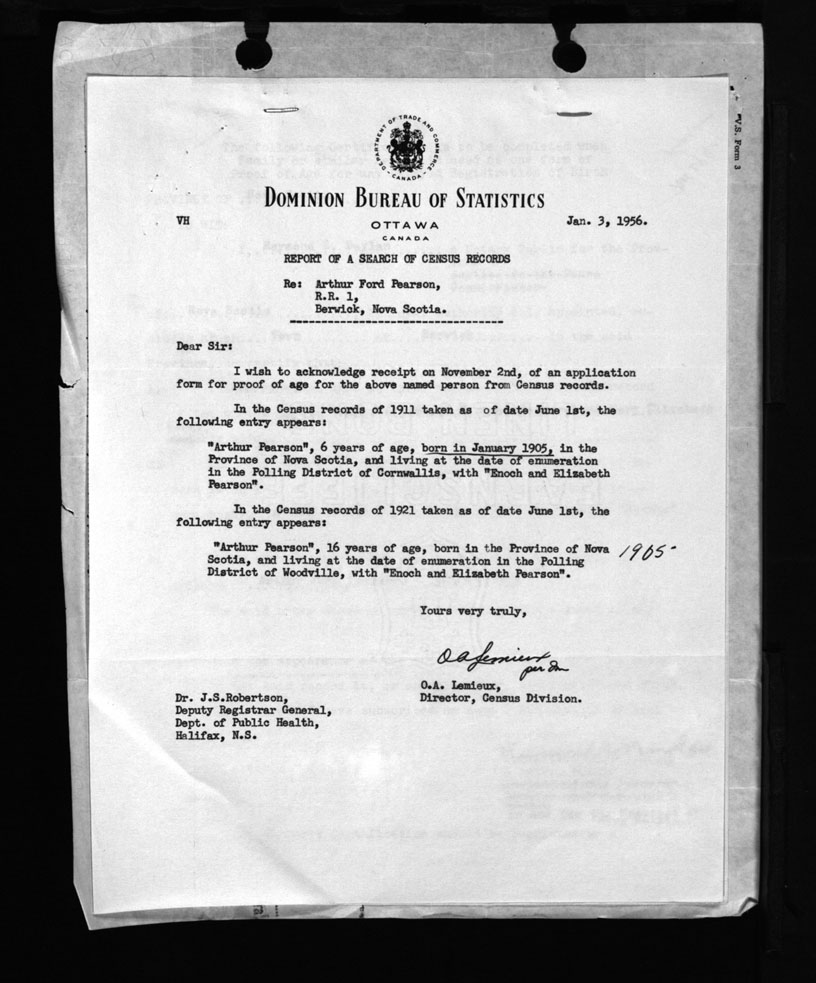 V.S. Form 3
DEPARTMENT OF TRADE AND COMMERCE
CANADA
DOMINION BUREAU OF STATISTICS
VH
OTTAWA
Jan. 3, 1956.
CANADA
REPORT OF A SEARCH OF CENSUS RECORDS
Re: Arthur Ford Pearson,
R.R. 1,
Berwick, Nova Scotia.
Dear Sir:
I wish to acknowledge receipt on November 2nd, of an application
form for proof of age for the above named person from Census records.
In the Census records of 1911 taken as of date June 1st, the
following entry appears:
"Arthur Pearson", 6 years of age, born in January 1905, in the
Province of Nova Scotia, and living at the date of enumeration
in the Polling District of Cornwallis, with "Enoch and Elizabeth
Pearson".
In the Census records of 1921 taken as of date June 1st, the
following entry appears:
"Arthur Pearson", 16 years of age, born in the Province of Nova
Scotia, and living at the date of enumeration in the Polling
District of Woodville, with "Enoch and Elizabeth Pearson".
1905
Yours very truly,
O A Lemieux
per
O.A. Lemieux,
Director, Census Division.
Dr. J.S.Robertson,
Deputy Registrar General,
Dept. of Public Health,
Halifax, N.S.